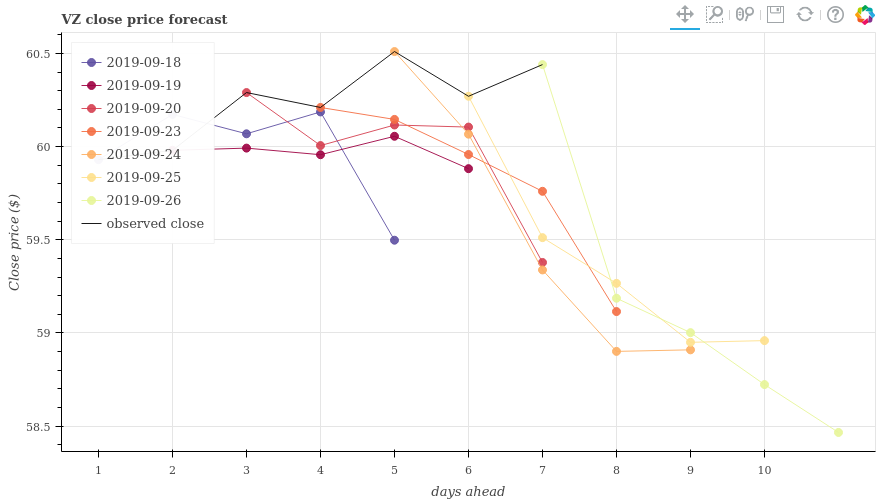 VZ close price forecast
60.5
60
59.5
59
58.5
Close price ($)
2019-09-18
2019-09-19
2019-09-20
2019-09-23
2019-09-24
2019-09-25
2019-09-26
observed close
1 2 3 4 5 6 7 8 9 10
days ahead